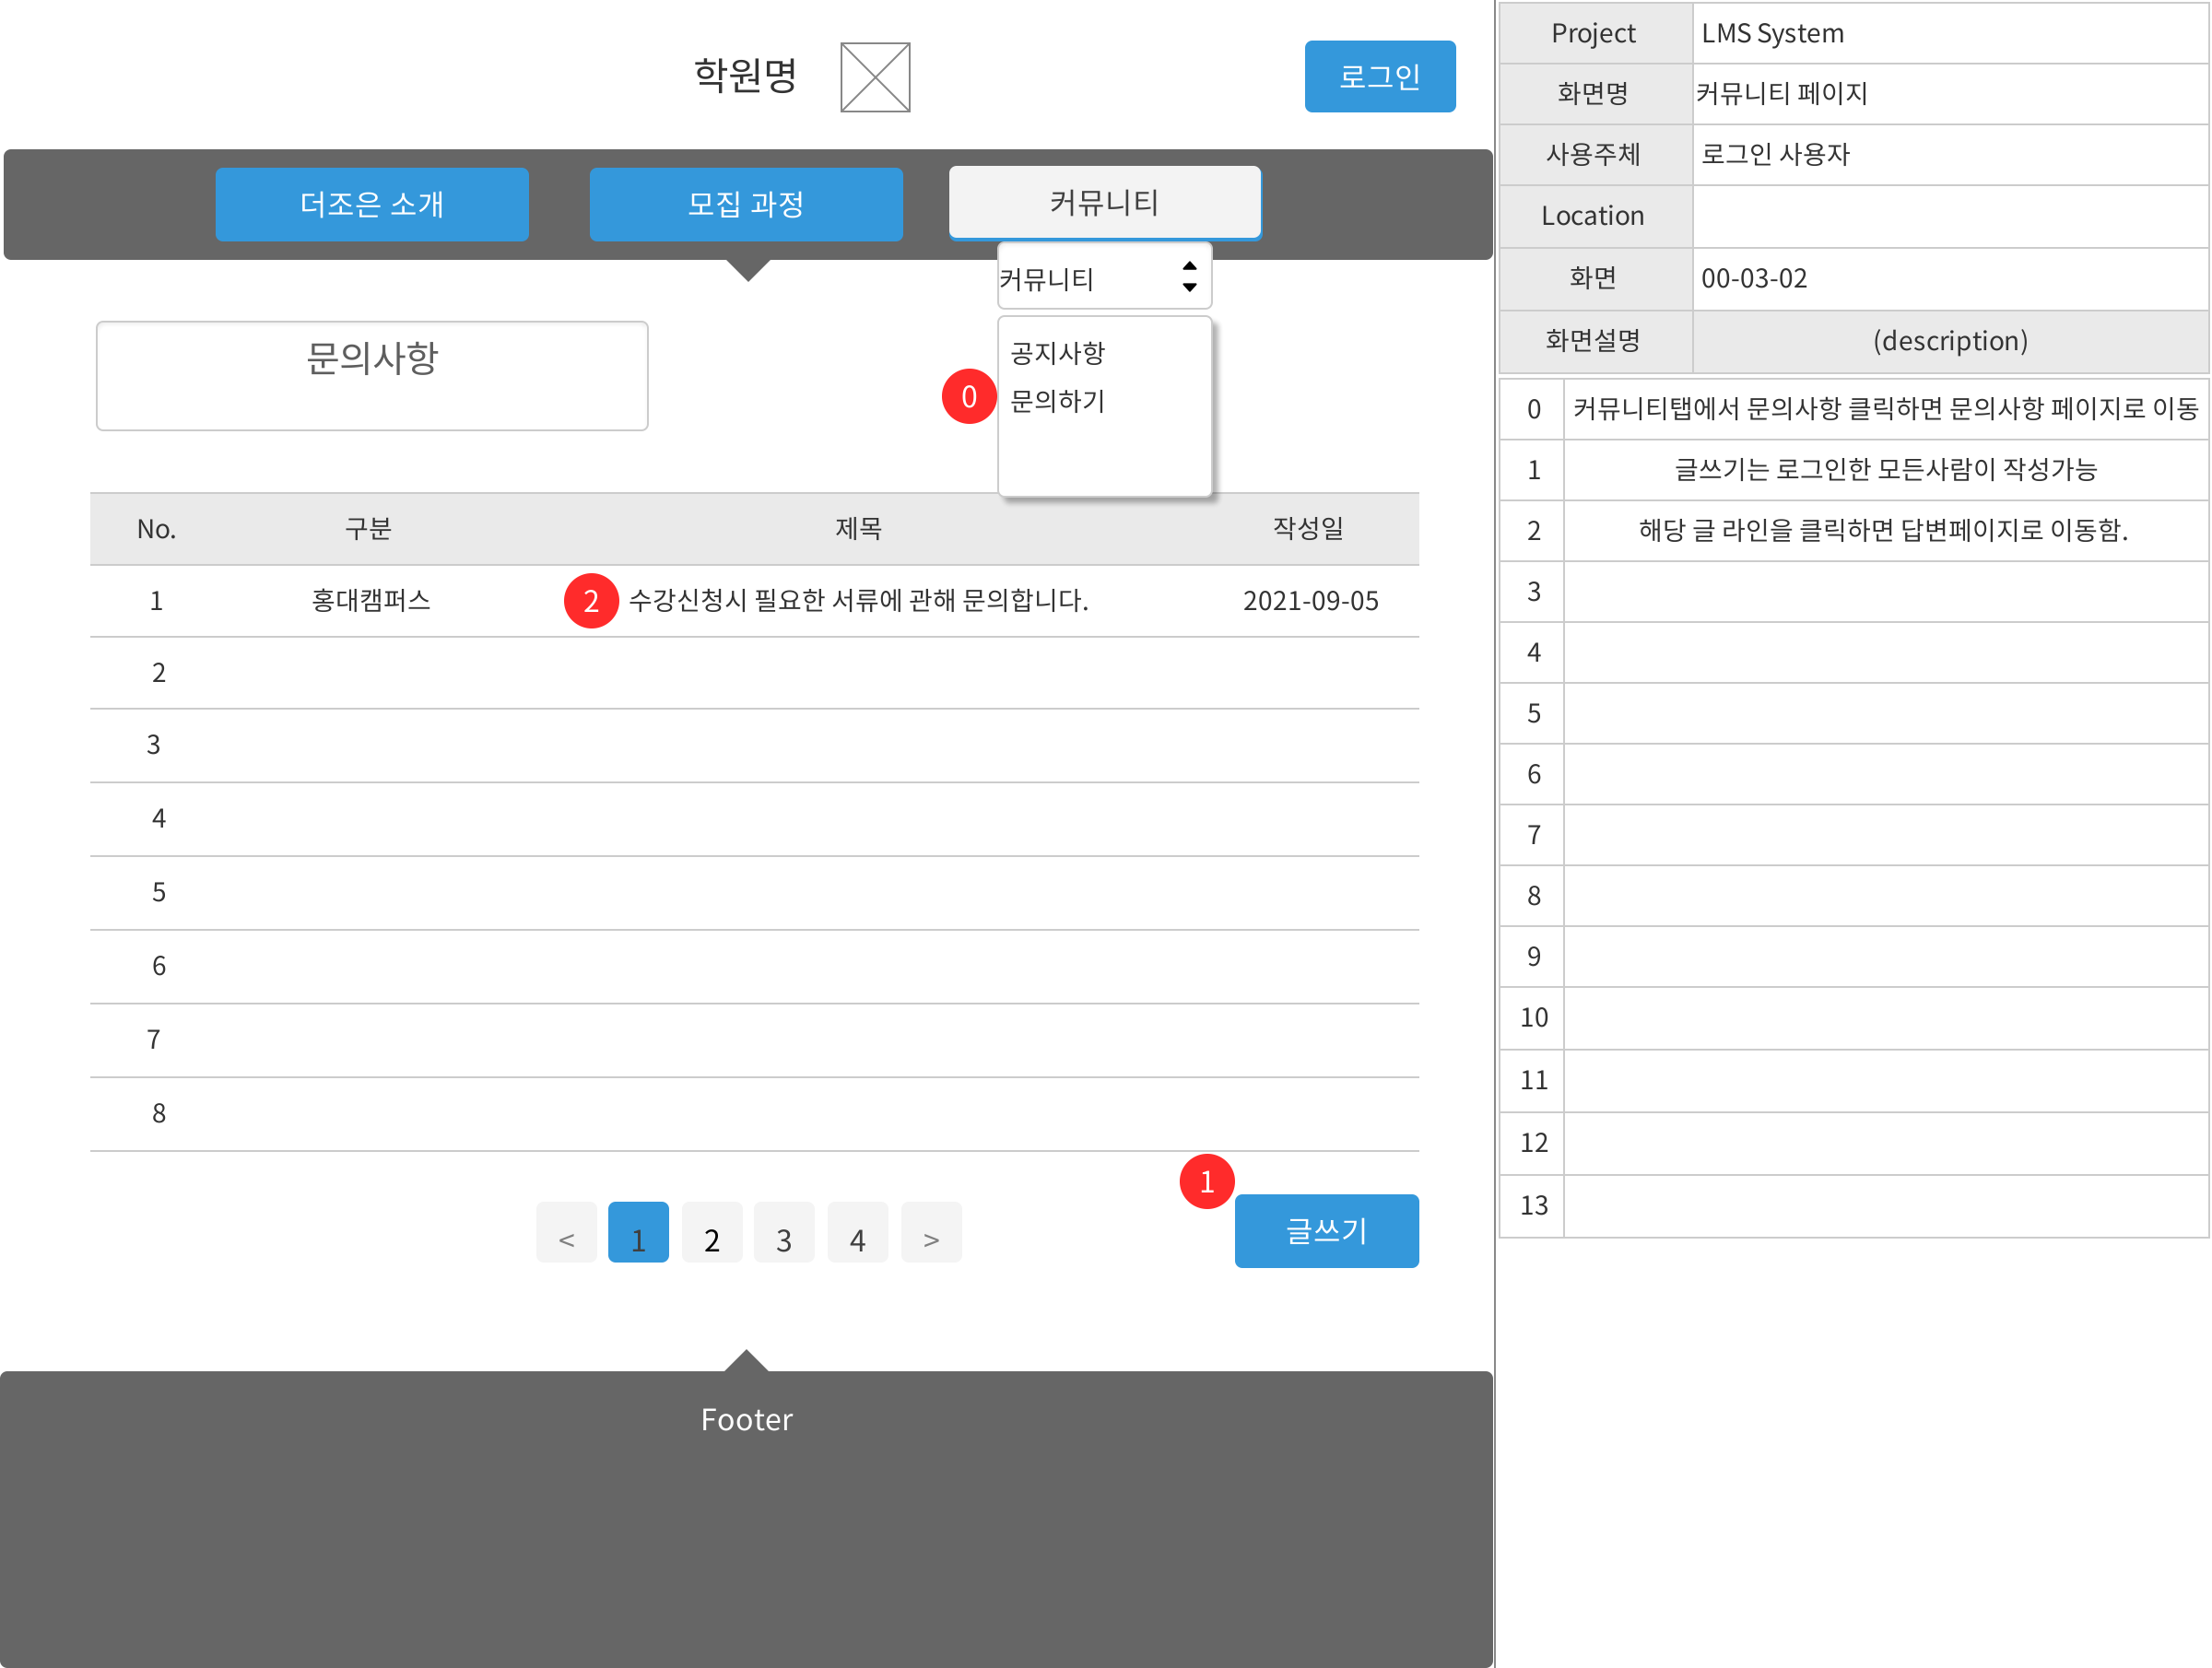 학원명
로그인
더조은 소개
모집 과정
커뮤니티
커뮤니티
공지사항
0
문의하기
문의사항
No. 구분 제목 작성일
1 홍대캠퍼스 2 수강신청시 필요한 서류에 관해 문의합니다. 2021-09-05
2
3
4
5
6
7
8
1
< 1 2 3 4 >
글쓰기
Footer
Project LMS System
화면명 커뮤니티 페이지
사용주체 로그인 사용자
Location
화면 00-03-02
화면설명 (description)
0 커뮤니티탭에서 문의사항 클릭하면 문의사항 페이지로 이동
1 글쓰기는 로그인한 모든사람이 작성가능
2 해당 글 라인을 클릭하면 답변페이지로 이동함.
3
4
5
6
7
8
9
10
11
12
13